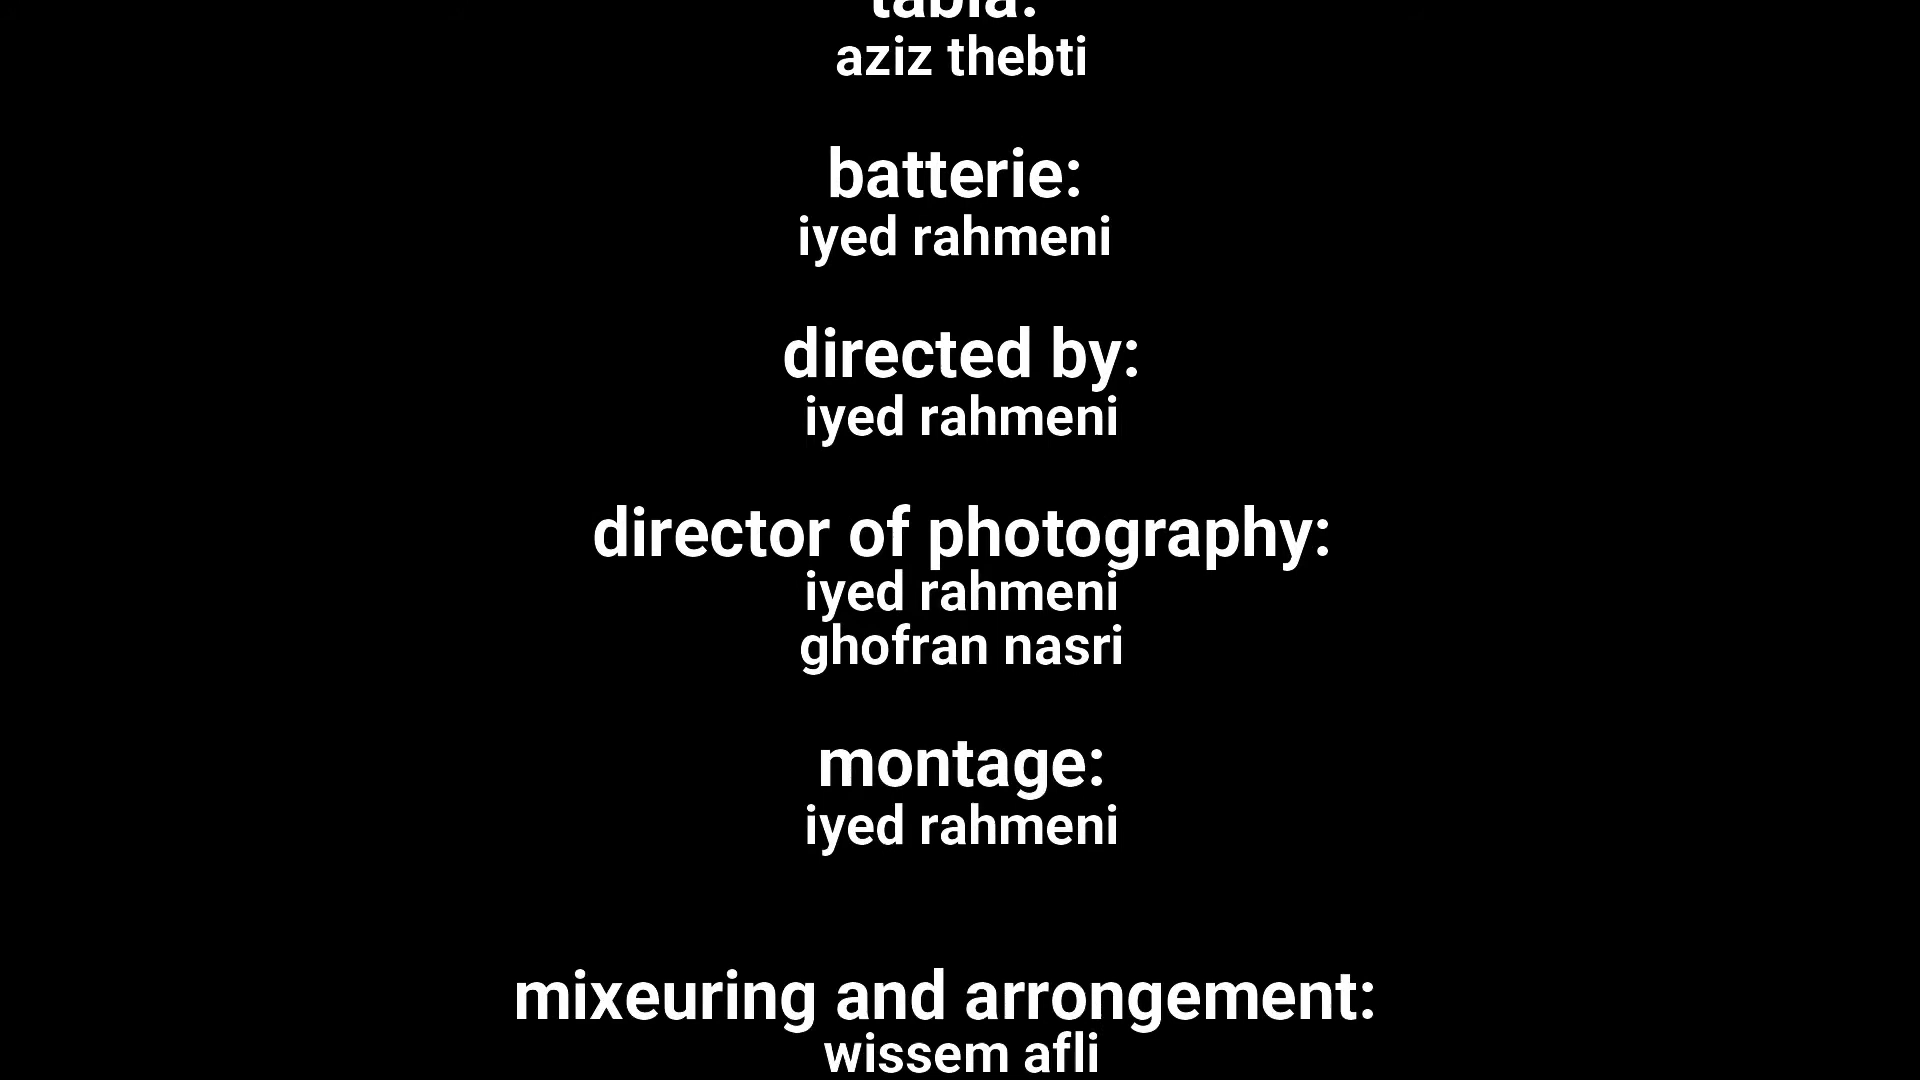 tabla:
aziz thebti
batterie:
iyed rahmeni
directed by:
iyed rahmeni
director of photography:
iyed rahmeni
ghofran nasri
montage:
iyed rahmeni
mixeuring and arrongement:
wissem afli